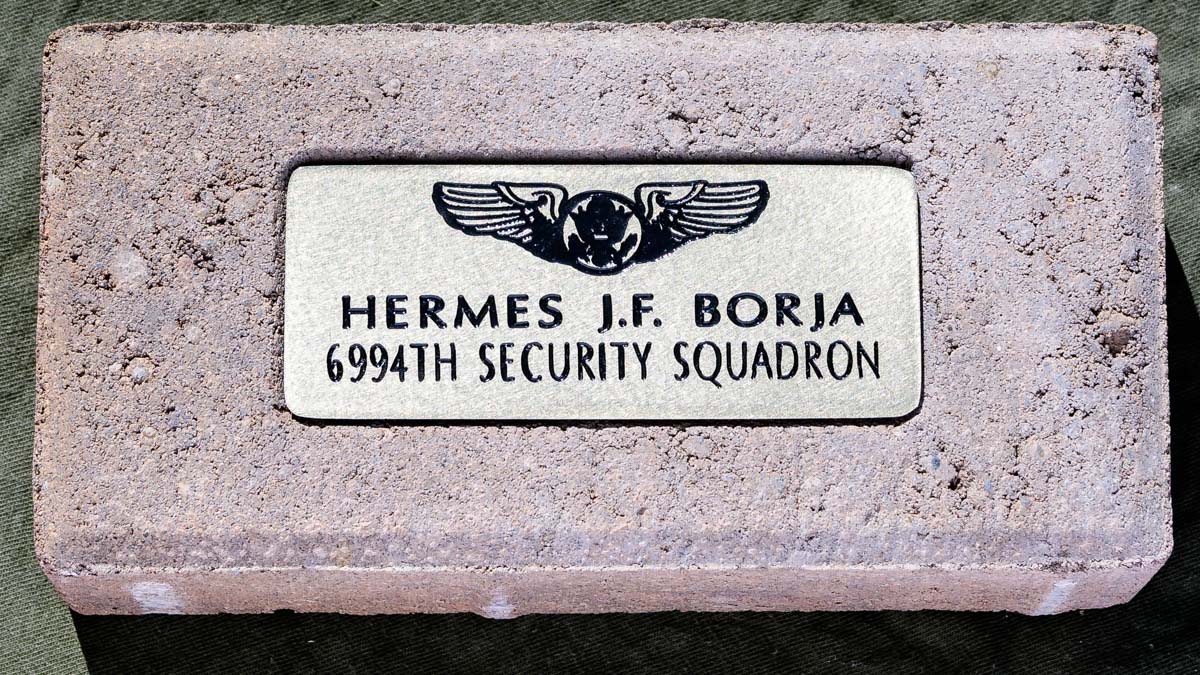 HERMES J.F. BORJA
6994TH SECURITY SQUADRON